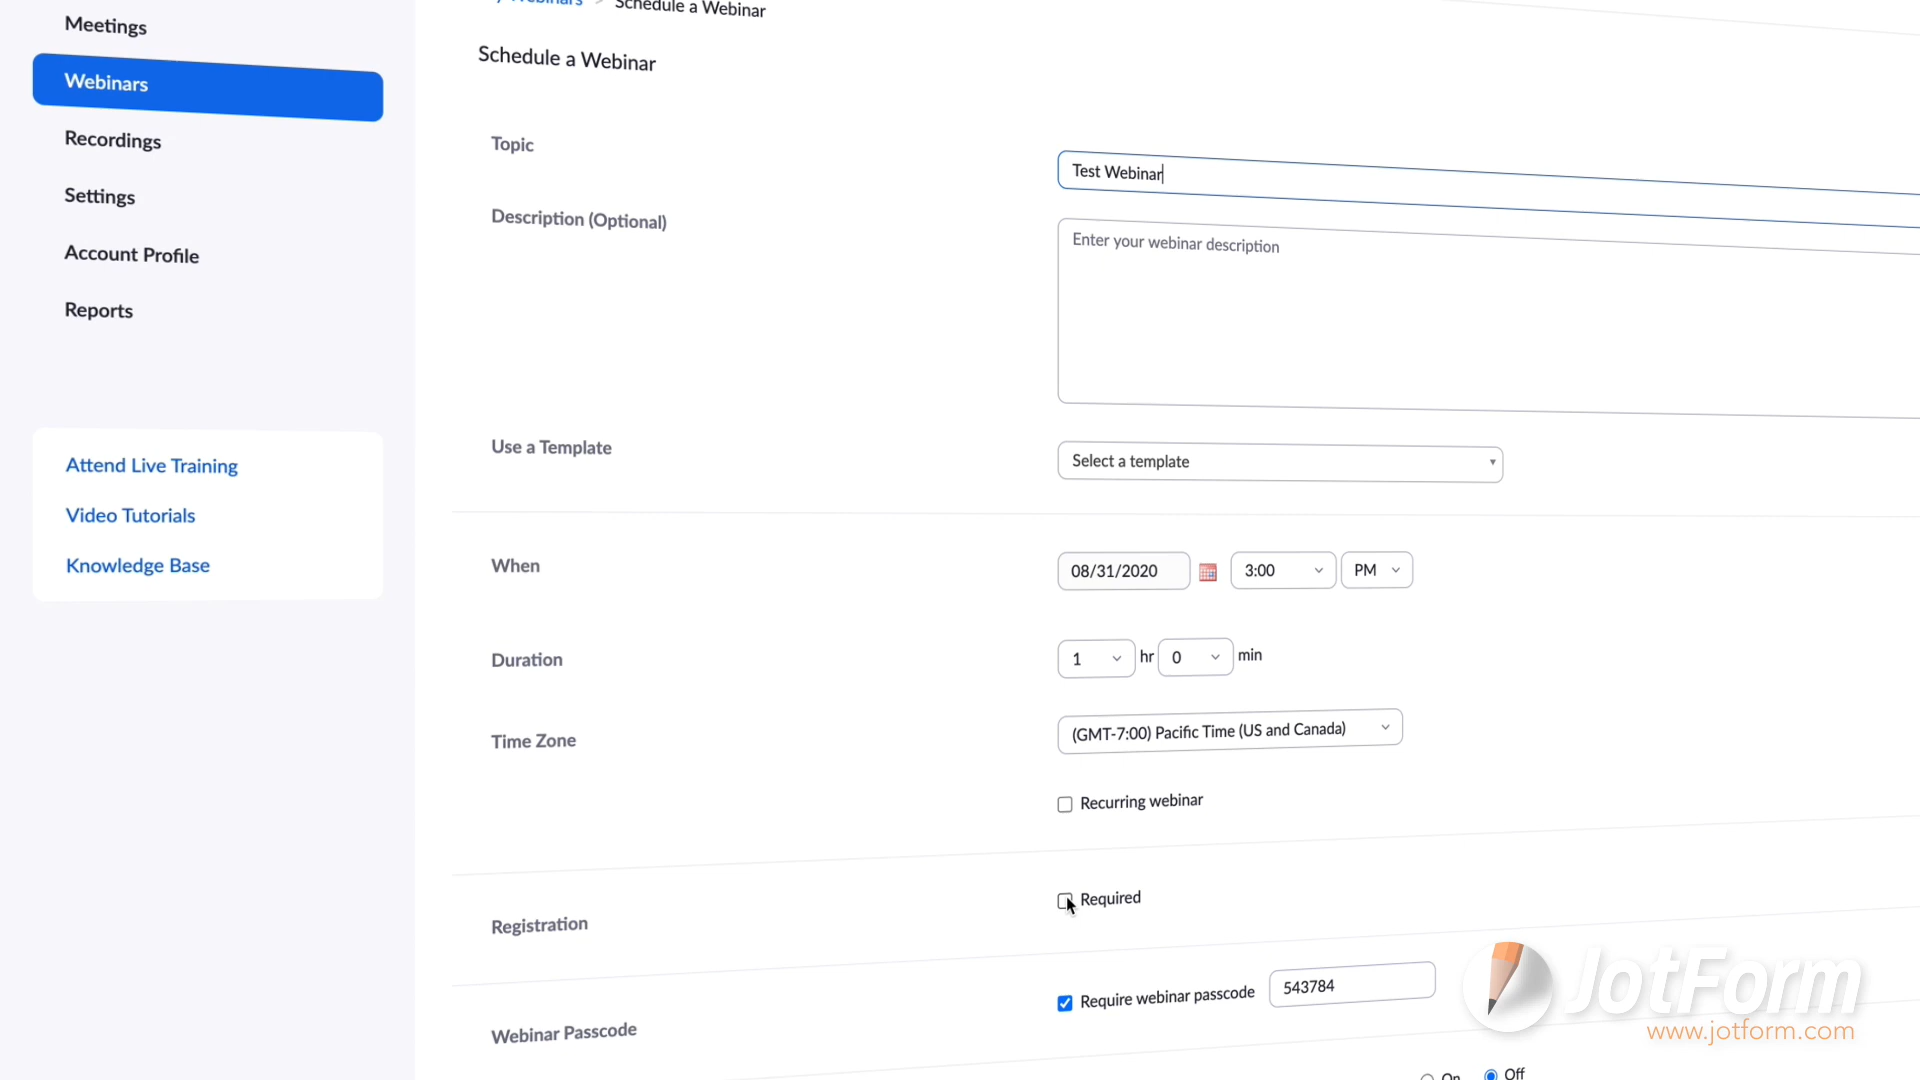 Meetings
Webinars
Recordings
Settings
Account Profile
Reports
Attend Live Training
Video Tutorials
Knowledge Base
Webinars > Schedule a Webinar
Schedule a Webinar
Topic
Test Webinar
Description (Optional)
Enter your webinar description
Use a Template
Select a template
When
08/31/2020
3:00
PM
Duration
1 hr 0 min
Time Zone
(GMT-7:00) Pacific Time (US and Canada)
Recurring webinar
Registration
Required
Webinar Passcode
Require webinar passcode
543784
On Off
JotForm
www.jotform.com